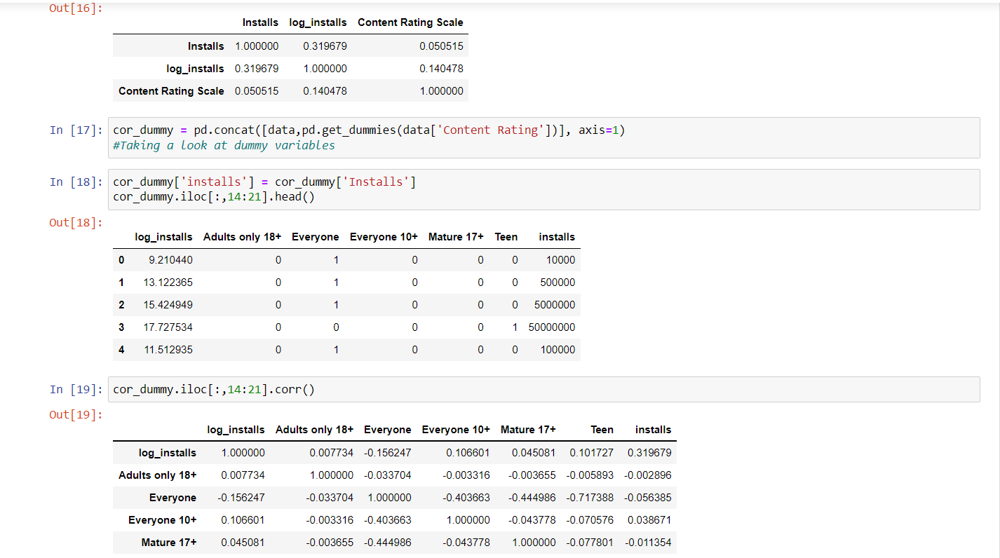 Out[16]:
Installs log_installs Content Rating Scale
Installs 1.000000 0.319679 0.050515
log_installs 0.319679 1.000000 0.140478
Content Rating Scale 0.050515 0.140478 1.000000
In [17]: cor_dummy = pd.concat([data,pd.get_dummies(data['Content Rating'])], axis=1)
#Taking a look at dummy variables
In [18]: cor_dummy['installs'] = cor_dummy['Installs']
cor_dummy.iloc[:,14:21].head()
Out[18]:
log_installs Adults only 18+ Everyone Everyone 10+ Mature 17+ Teen installs
0 9.210440 0 1 0 0 0 10000
1 13.122365 0 1 0 0 0 500000
2 15.424949 0 1 0 0 0 5000000
3 17.727534 0 0 0 0 1 50000000
4 11.512935 0 1 0 0 0 100000
In [19]: cor_dummy.iloc[:,14:21].corr()
Out[19]:
log_installs Adults only 18+ Everyone Everyone 10+ Mature 17+ Teen installs
log_installs 1.000000 0.007734 -0.156247 0.106601 0.045081 0.101727 0.319679
Adults only 18+ 0.007734 1.000000 -0.033704 -0.003316 -0.003655 -0.005893 -0.002896
Everyone -0.156247 -0.033704 1.000000 -0.403663 -0.444986 -0.717388 -0.056385
Everyone 10+ 0.106601 -0.003316 -0.403663 1.000000 -0.043778 -0.070576 0.038671
Mature 17+ 0.045081 -0.003655 -0.444986 -0.043778 1.000000 -0.077801 -0.011354